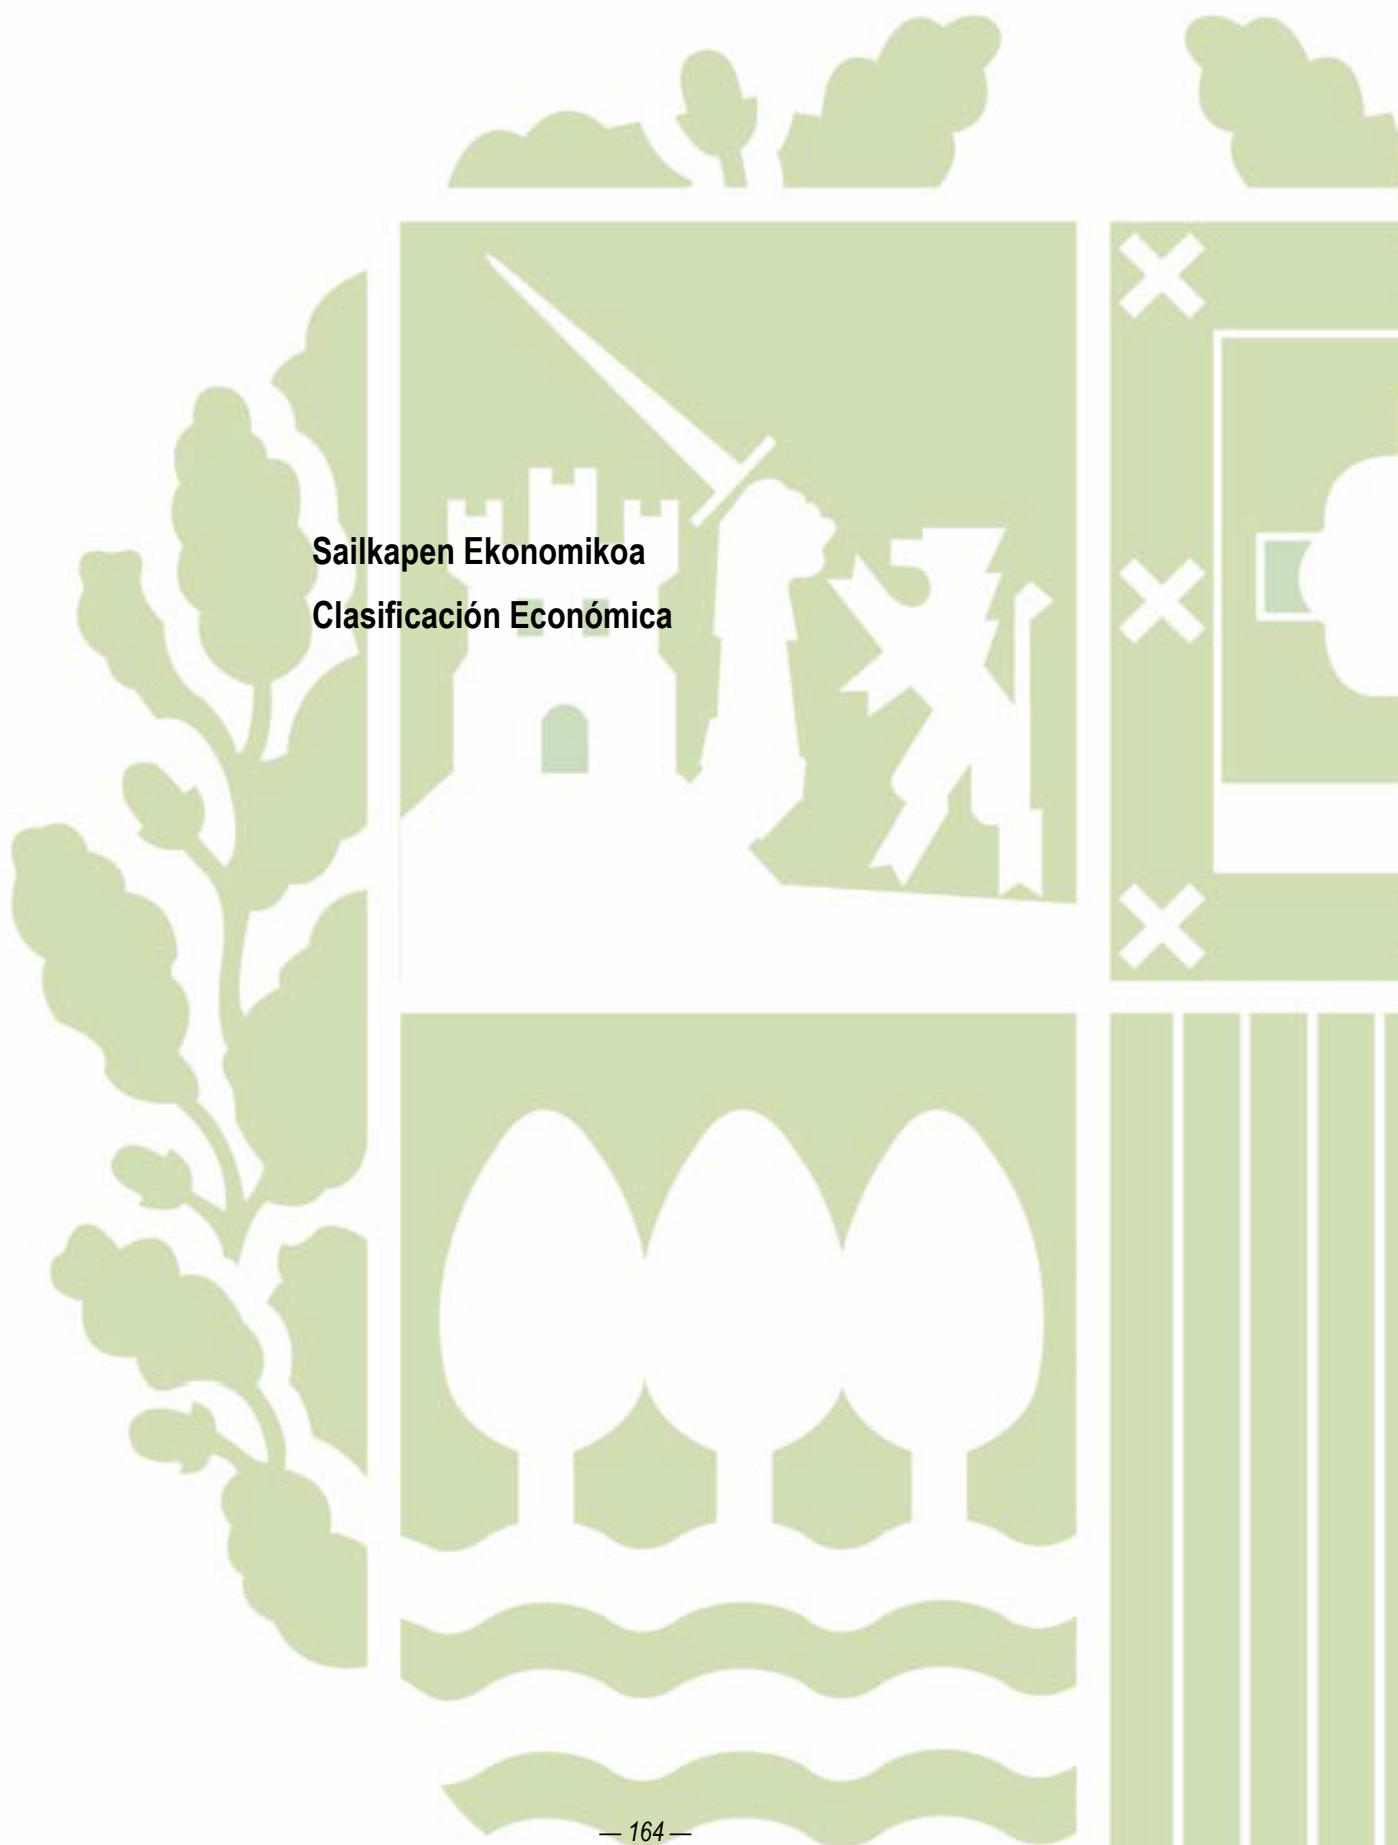 Sailkapen Ekonomikoa
Clasificación Económica
— 164 —